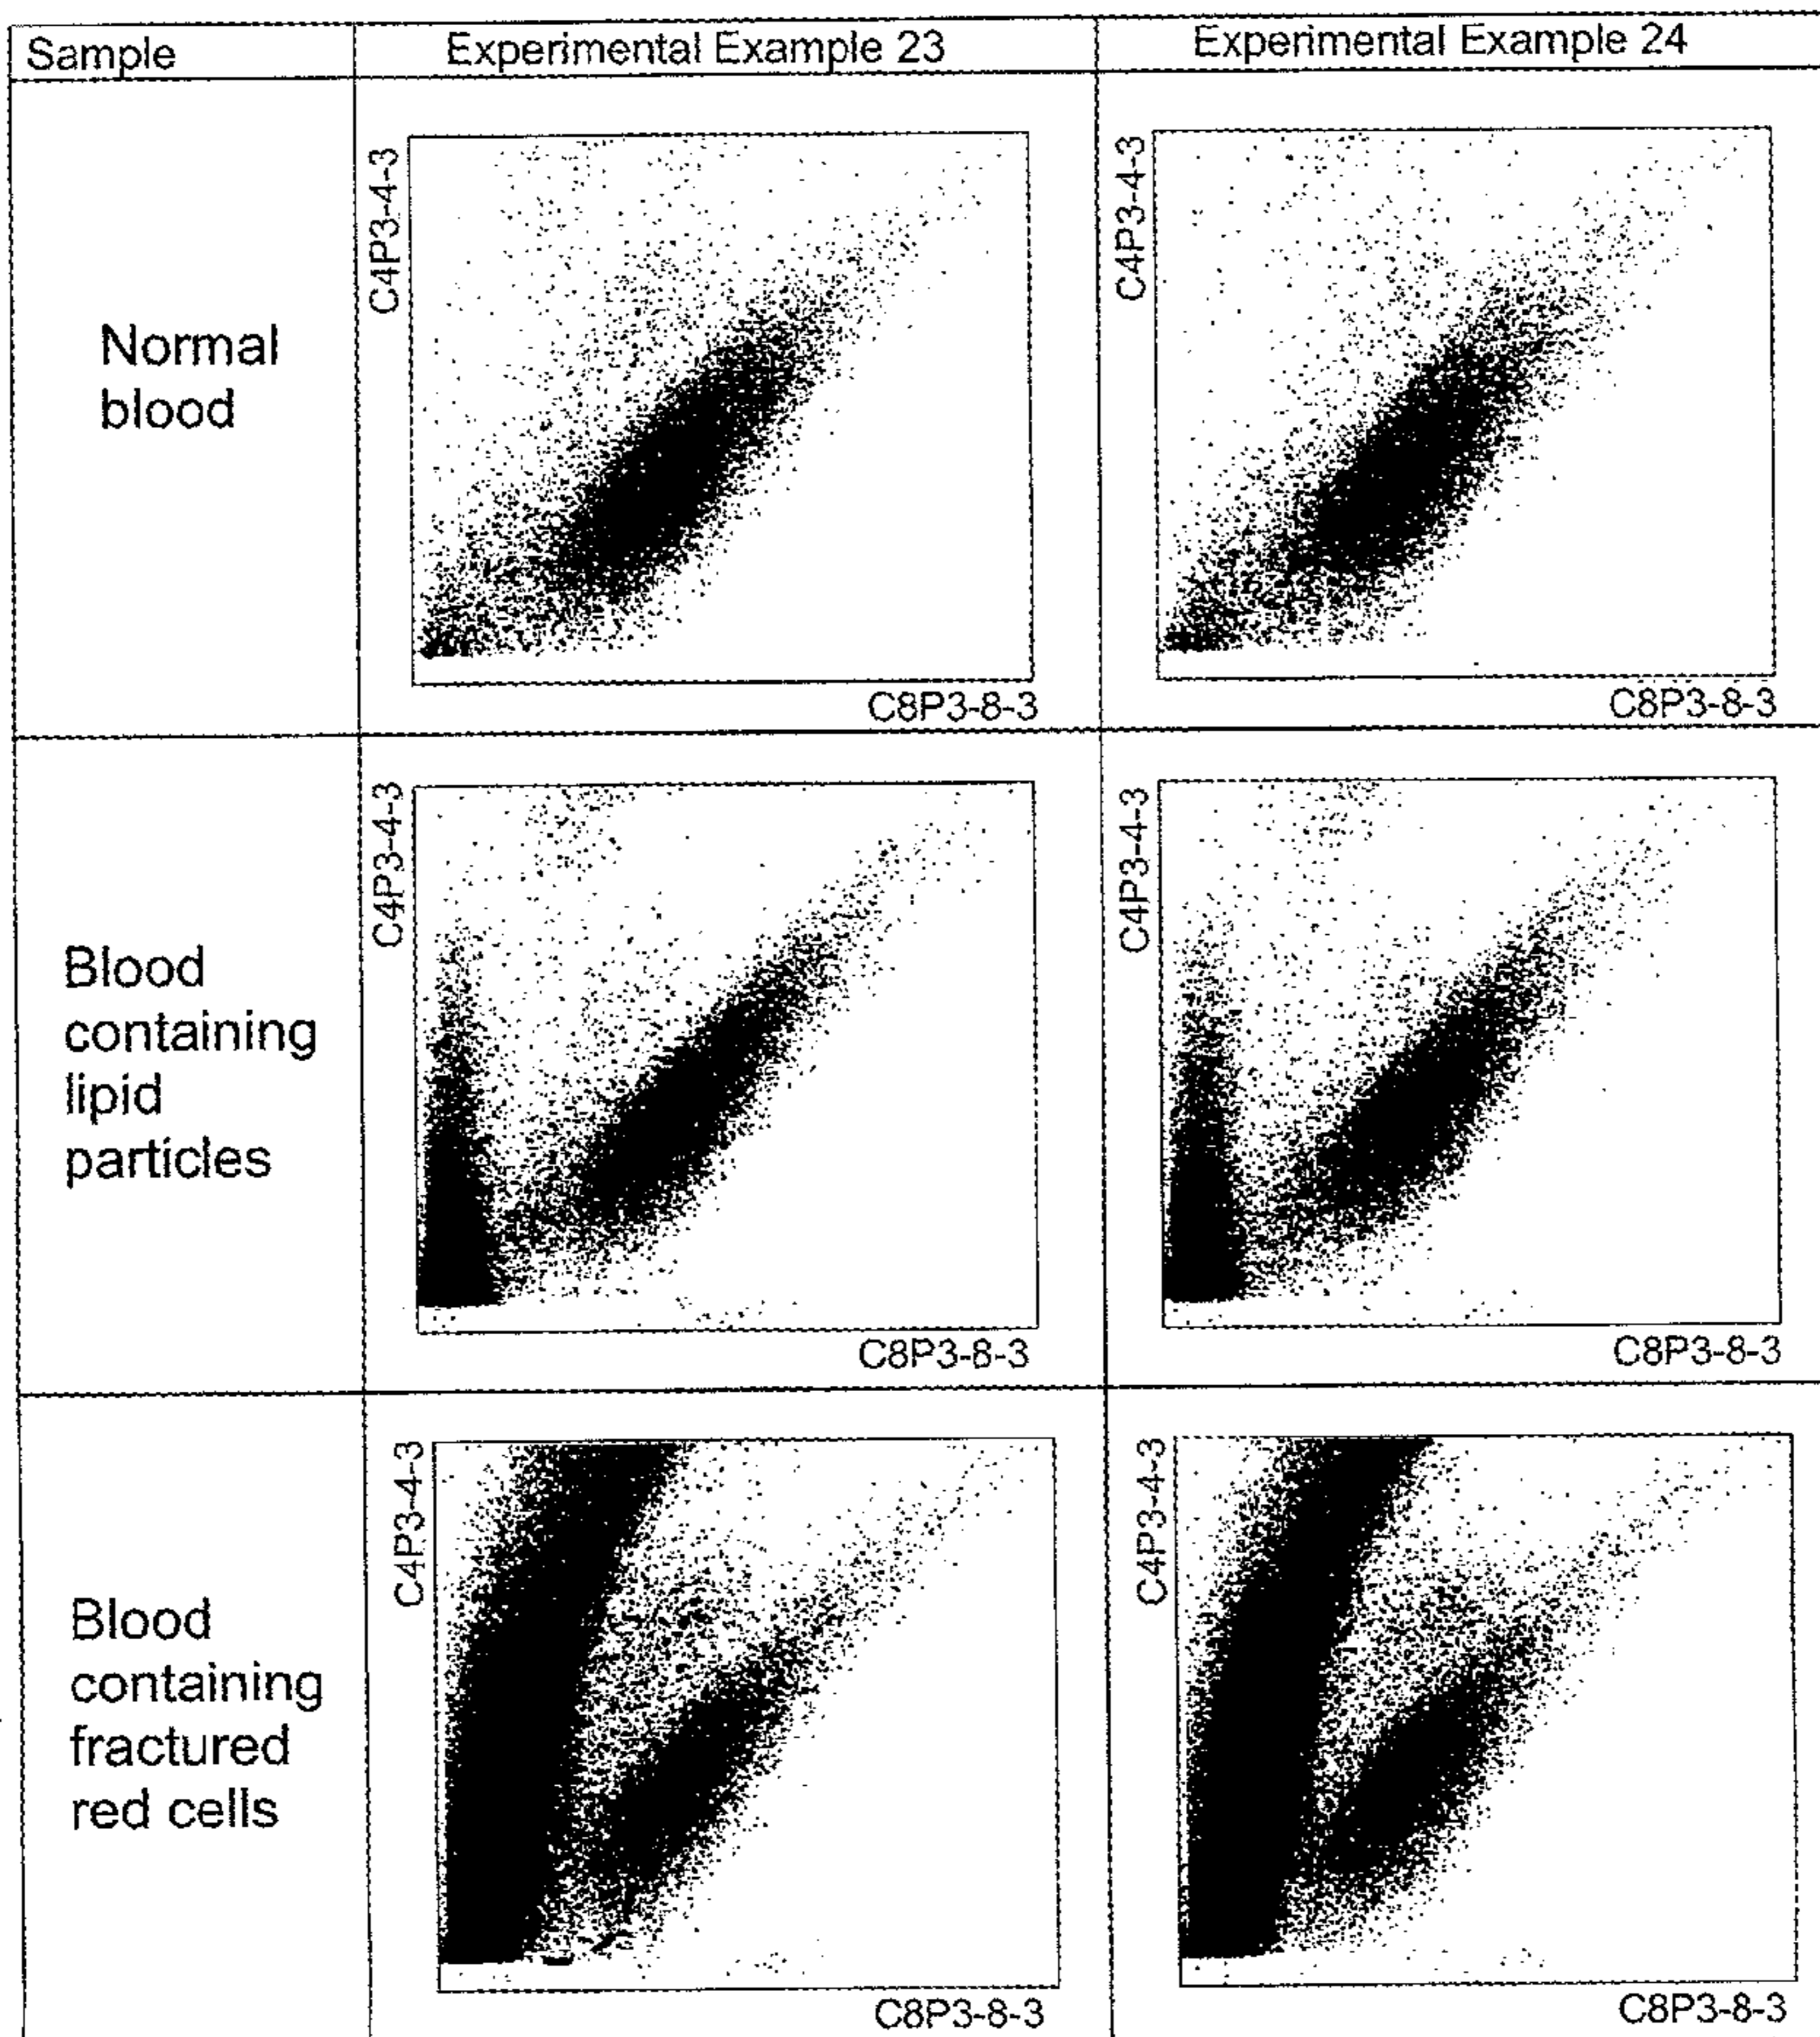 Sample
Experimental Example 23
Experimental Example 24
Normal
blood
C4P3-4-3
C8P3-8-3
C4P3-4-3
C8P3-8-3
Blood
containing
lipid
particles
C4P3-4-3
C8P3-8-3
C4P3-4-3
C8P3-8-3
Blood
containing
fractured
red cells
C4P3-4-3
C8P3-8-3
C4P3-4-3
C8P3-8-3